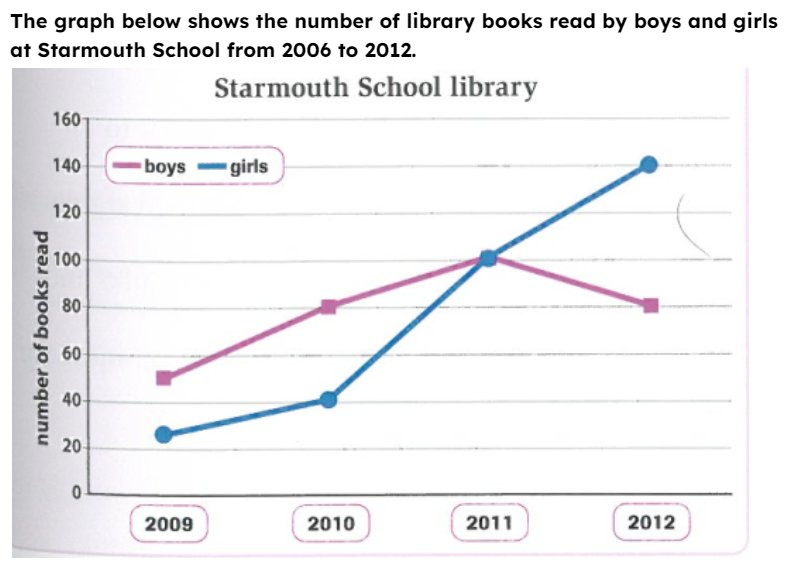 The graph below shows the number of library books read by boys and girls
at Starmouth School from 2006 to 2012.
Starmouth School library
160
140
120
100
80
60
40
20
0
number of books read
boys girls
2009 2010 2011 2012